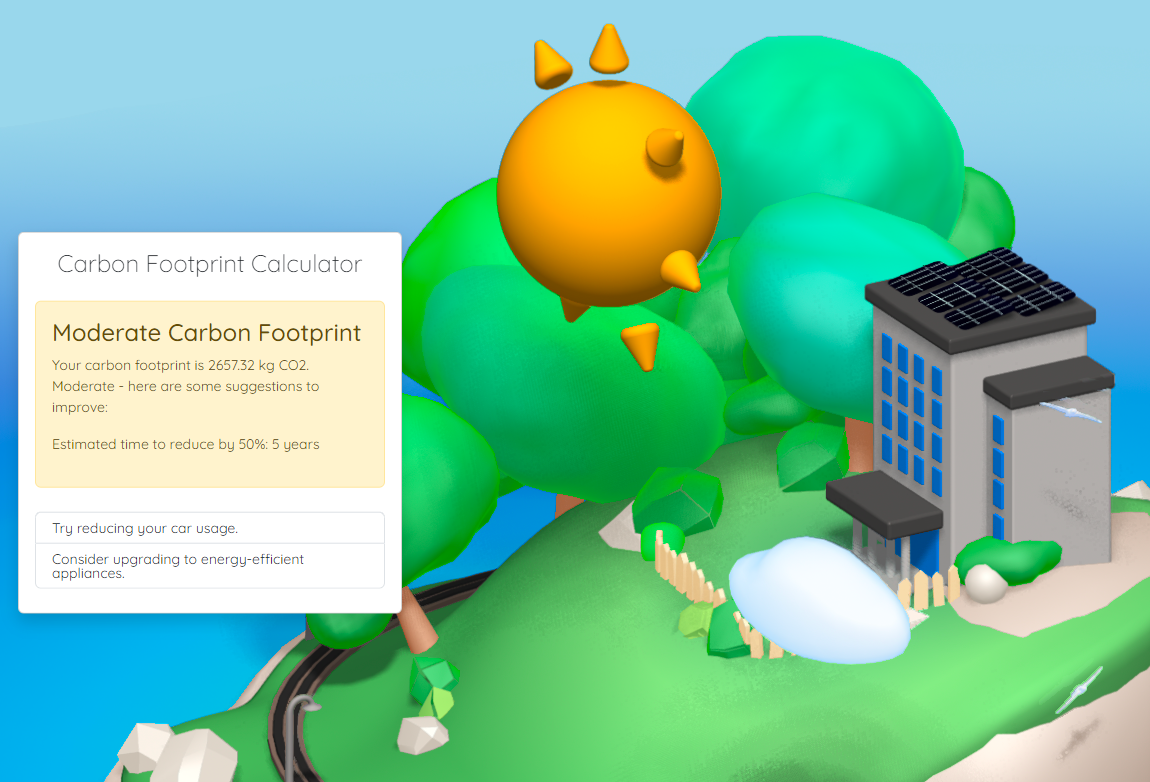 Carbon Footprint Calculator
Moderate Carbon Footprint
Your carbon footprint is 2657.32 kg CO2.
Moderate - here are some suggestions to
improve:
Estimated time to reduce by 50%: 5 years
Try reducing your car usage.
Consider upgrading to energy-efficient
appliances.